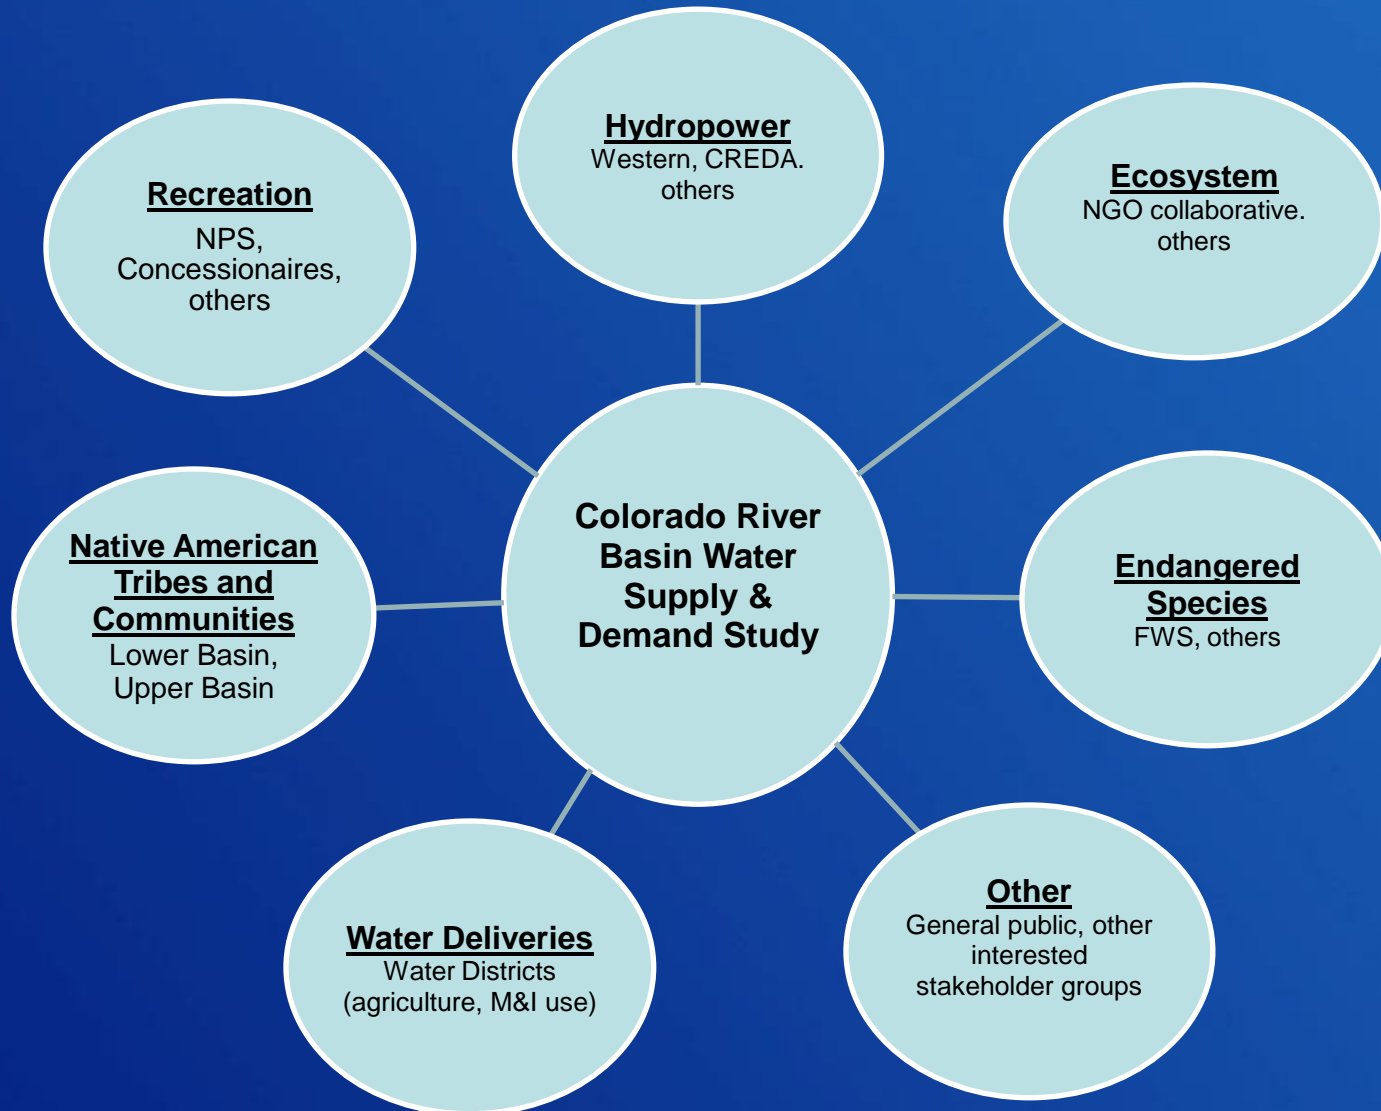 Hydropower
Western, CREDA.
others
Ecosystem
NGO collaborative.
others
Recreation
NPS,
Concessionaires,
others
Colorado River
Basin Water
Supply &
Demand Study
Native American
Tribes and
Communities
Lower Basin,
Upper Basin
Endangered
Species
FWS, others
Water Deliveries
Water Districts
(agriculture, M&I use)
Other
General public, other
interested
stakeholder groups